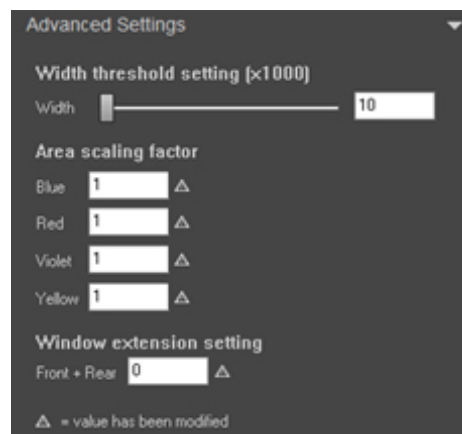 Advanced Settings
Width threshold setting (x1000)
Width 10
Area scaling factor
Blue 1
Red 1
Violet 1
Yellow 1
Window extension setting
Front + Rear 0
△ = value has been modified